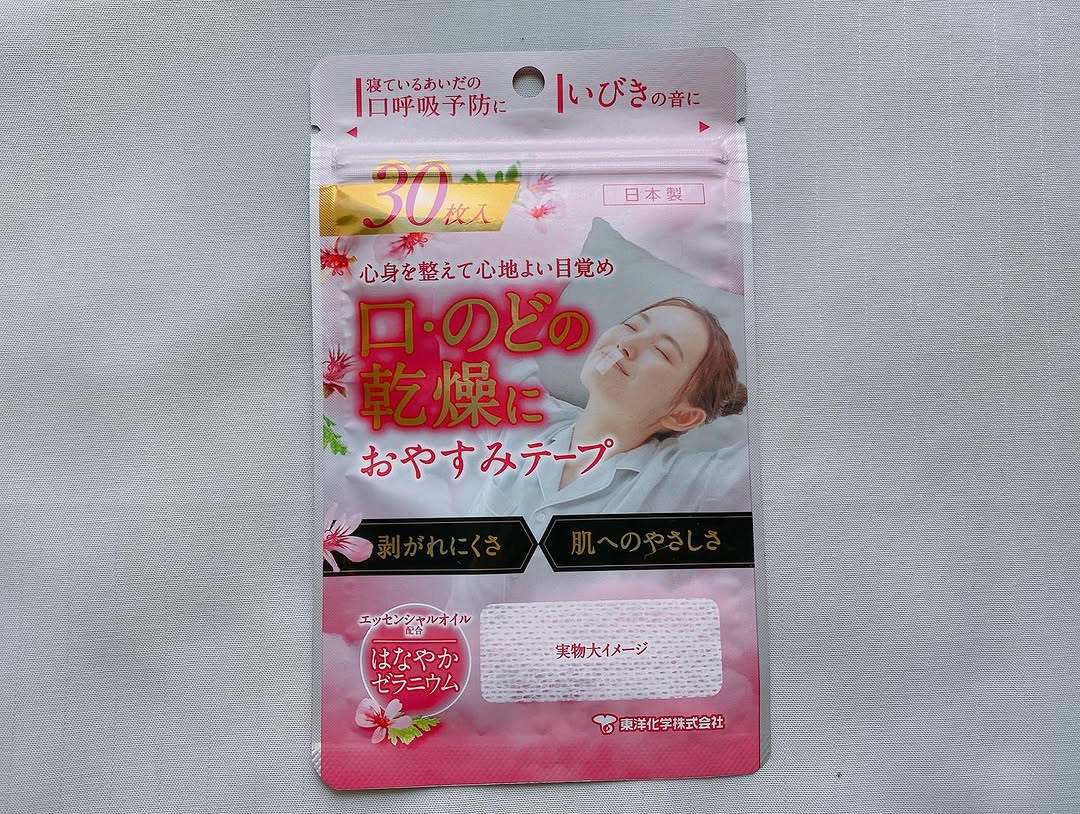 寝ているあいだの
口呼吸予防に
いびきの音に
30枚入
日本製
心身を整えて心地よい目覚め
口・のどの
乾燥に
おやすみテープ
剥がれにくさ
肌へのやさしさ
エッセンシャルオイル
配合
はなやか
ゼラニウム
実物大イメージ
東洋化学株式会社